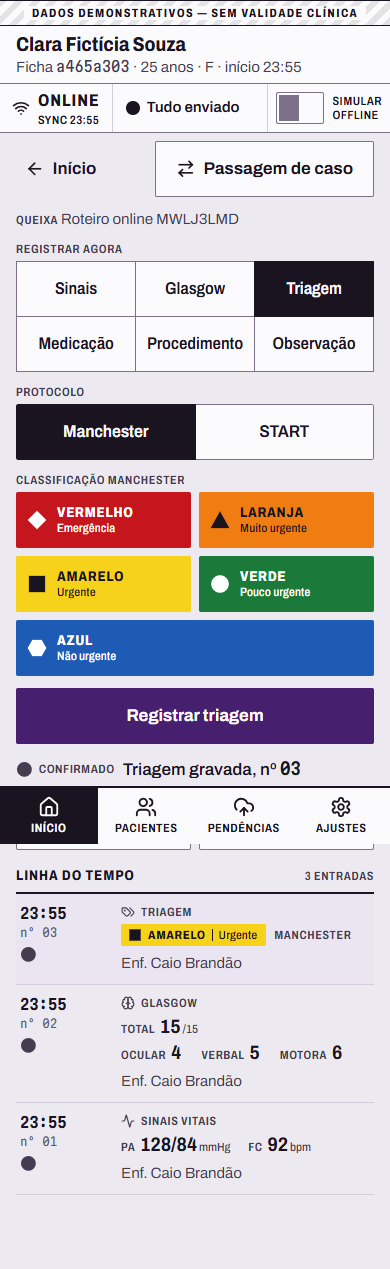 DADOS DEMONSTRATIVOS — SEM VALIDADE CLÍNICA
Clara Fictícia Souza
Ficha a465a303 · 25 anos · F · início 23:55
ONLINE
SYNC 23:55
Tudo enviado
SIMULAR
OFFLINE
Início
Passagem de caso
QUEIXA Roteiro online MWLJ3LMD
REGISTRAR AGORA
Sinais
Glasgow
Triagem
Medicação
Procedimento
Observação
PROTOCOLO
Manchester
START
CLASSIFICAÇÃO MANCHESTER
VERMELHO
Emergência
LARANJA
Muito urgente
AMARELO
Urgente
VERDE
Pouco urgente
AZUL
Não urgente
Registrar triagem
CONFIRMADO Triagem gravada, nº 03
INÍCIO
PACIENTES
PENDÊNCIAS
AJUSTES
LINHA DO TEMPO
3 ENTRADAS
23:55
n° 03
TRIAGEM
AMARELO | Urgente MANCHESTER
Enf. Caio Brandão
23:55
n° 02
GLASGOW
TOTAL 15/15
OCULAR 4 VERBAL 5 MOTORA 6
Enf. Caio Brandão
23:55
n° 01
SINAIS VITAIS
PA 128/84 mmHg FC 92 bpm
Enf. Caio Brandão